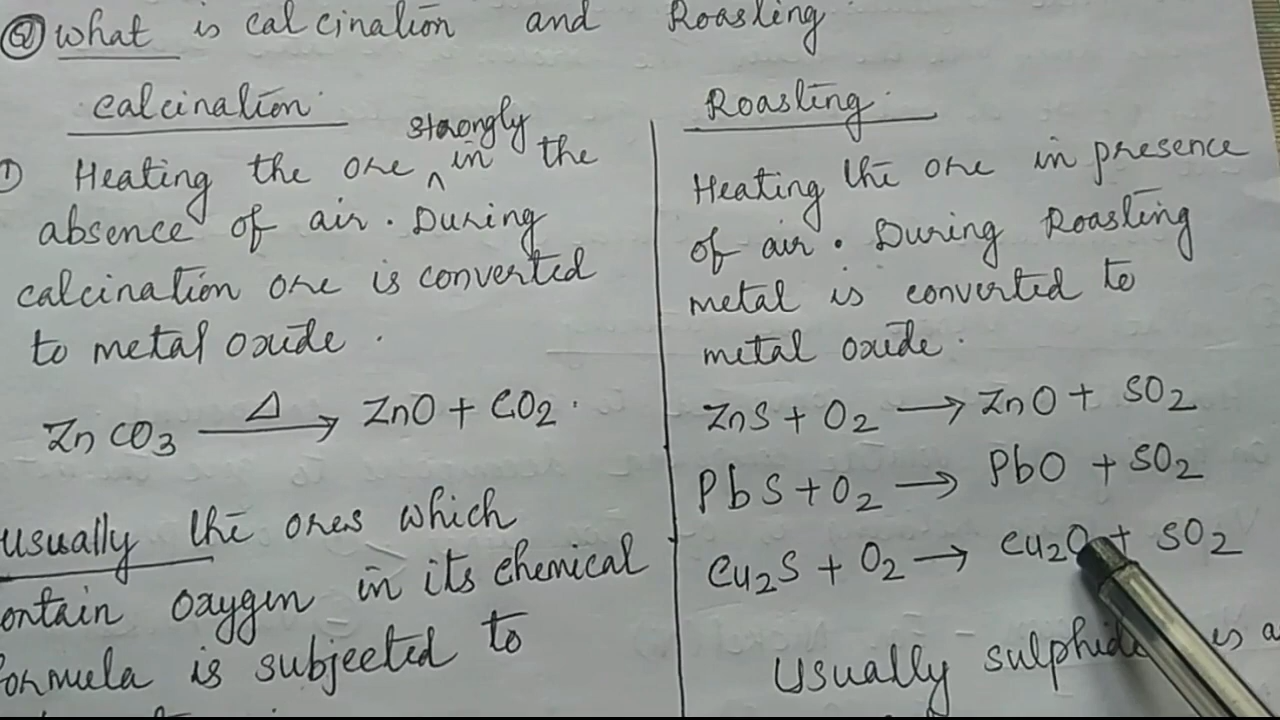 Q) What is calcination and Roasting
Calcination.
① Heating the ore strongly in the
absence of air. During
calcination ore is converted
to metal oxide.
ZnCO3 —Δ→ ZnO + CO2.
Usually the ores which
ontain oxygen in its chemical
formula is subjected to
Roasting.
Heating the ore in presence
of air. During Roasting
metal is converted to
metal oxide.
ZnS + O2 → ZnO + SO2
PbS + O2 → PbO + SO2
Cu2S + O2 → Cu2O + SO2
Usually sulphide is a